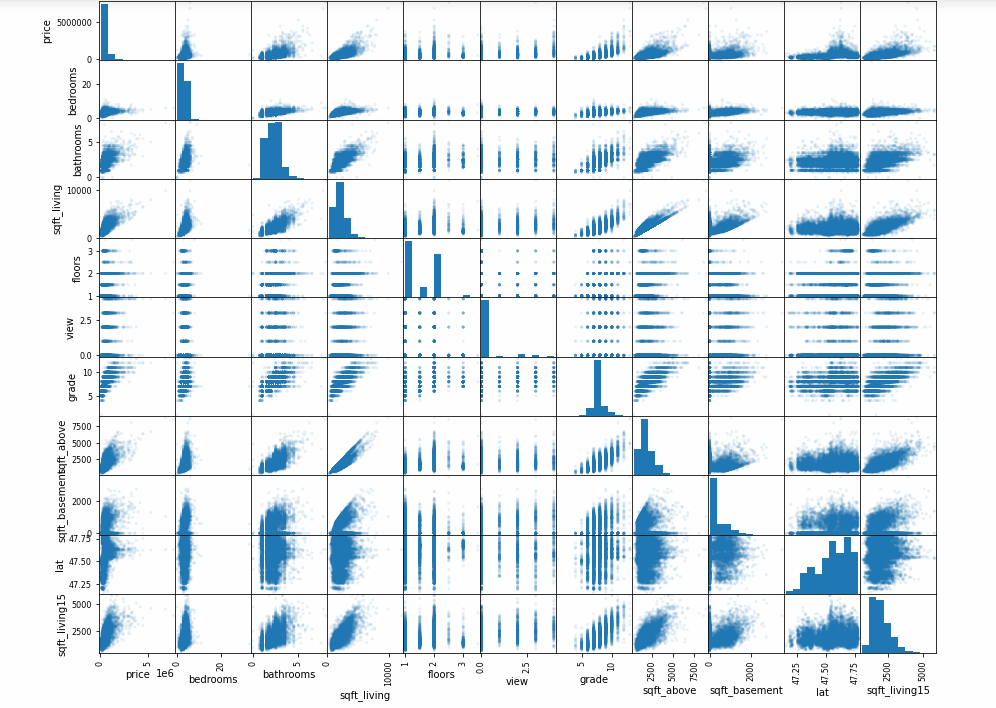 price
5000000
0
bedrooms
20
0
bathrooms
5
0
sqft_living
10000
0
floors
3
2
1
view
2.5
0.0
grade
10
5
sqft_above
7500
5000
2500
sqft_basement
2000
0
lat
47.75
47.50
47.25
sqft_living15
5000
2500
0 5 0 20 0 5 0 10000 1 2 3 0.0 2.5 5 10 2500 5000 7500 0 2000 47.25 47.50 47.75 2500 5000
price 1e6 bedrooms bathrooms sqft_living floors view grade sqft_above sqft_basement lat sqft_living15